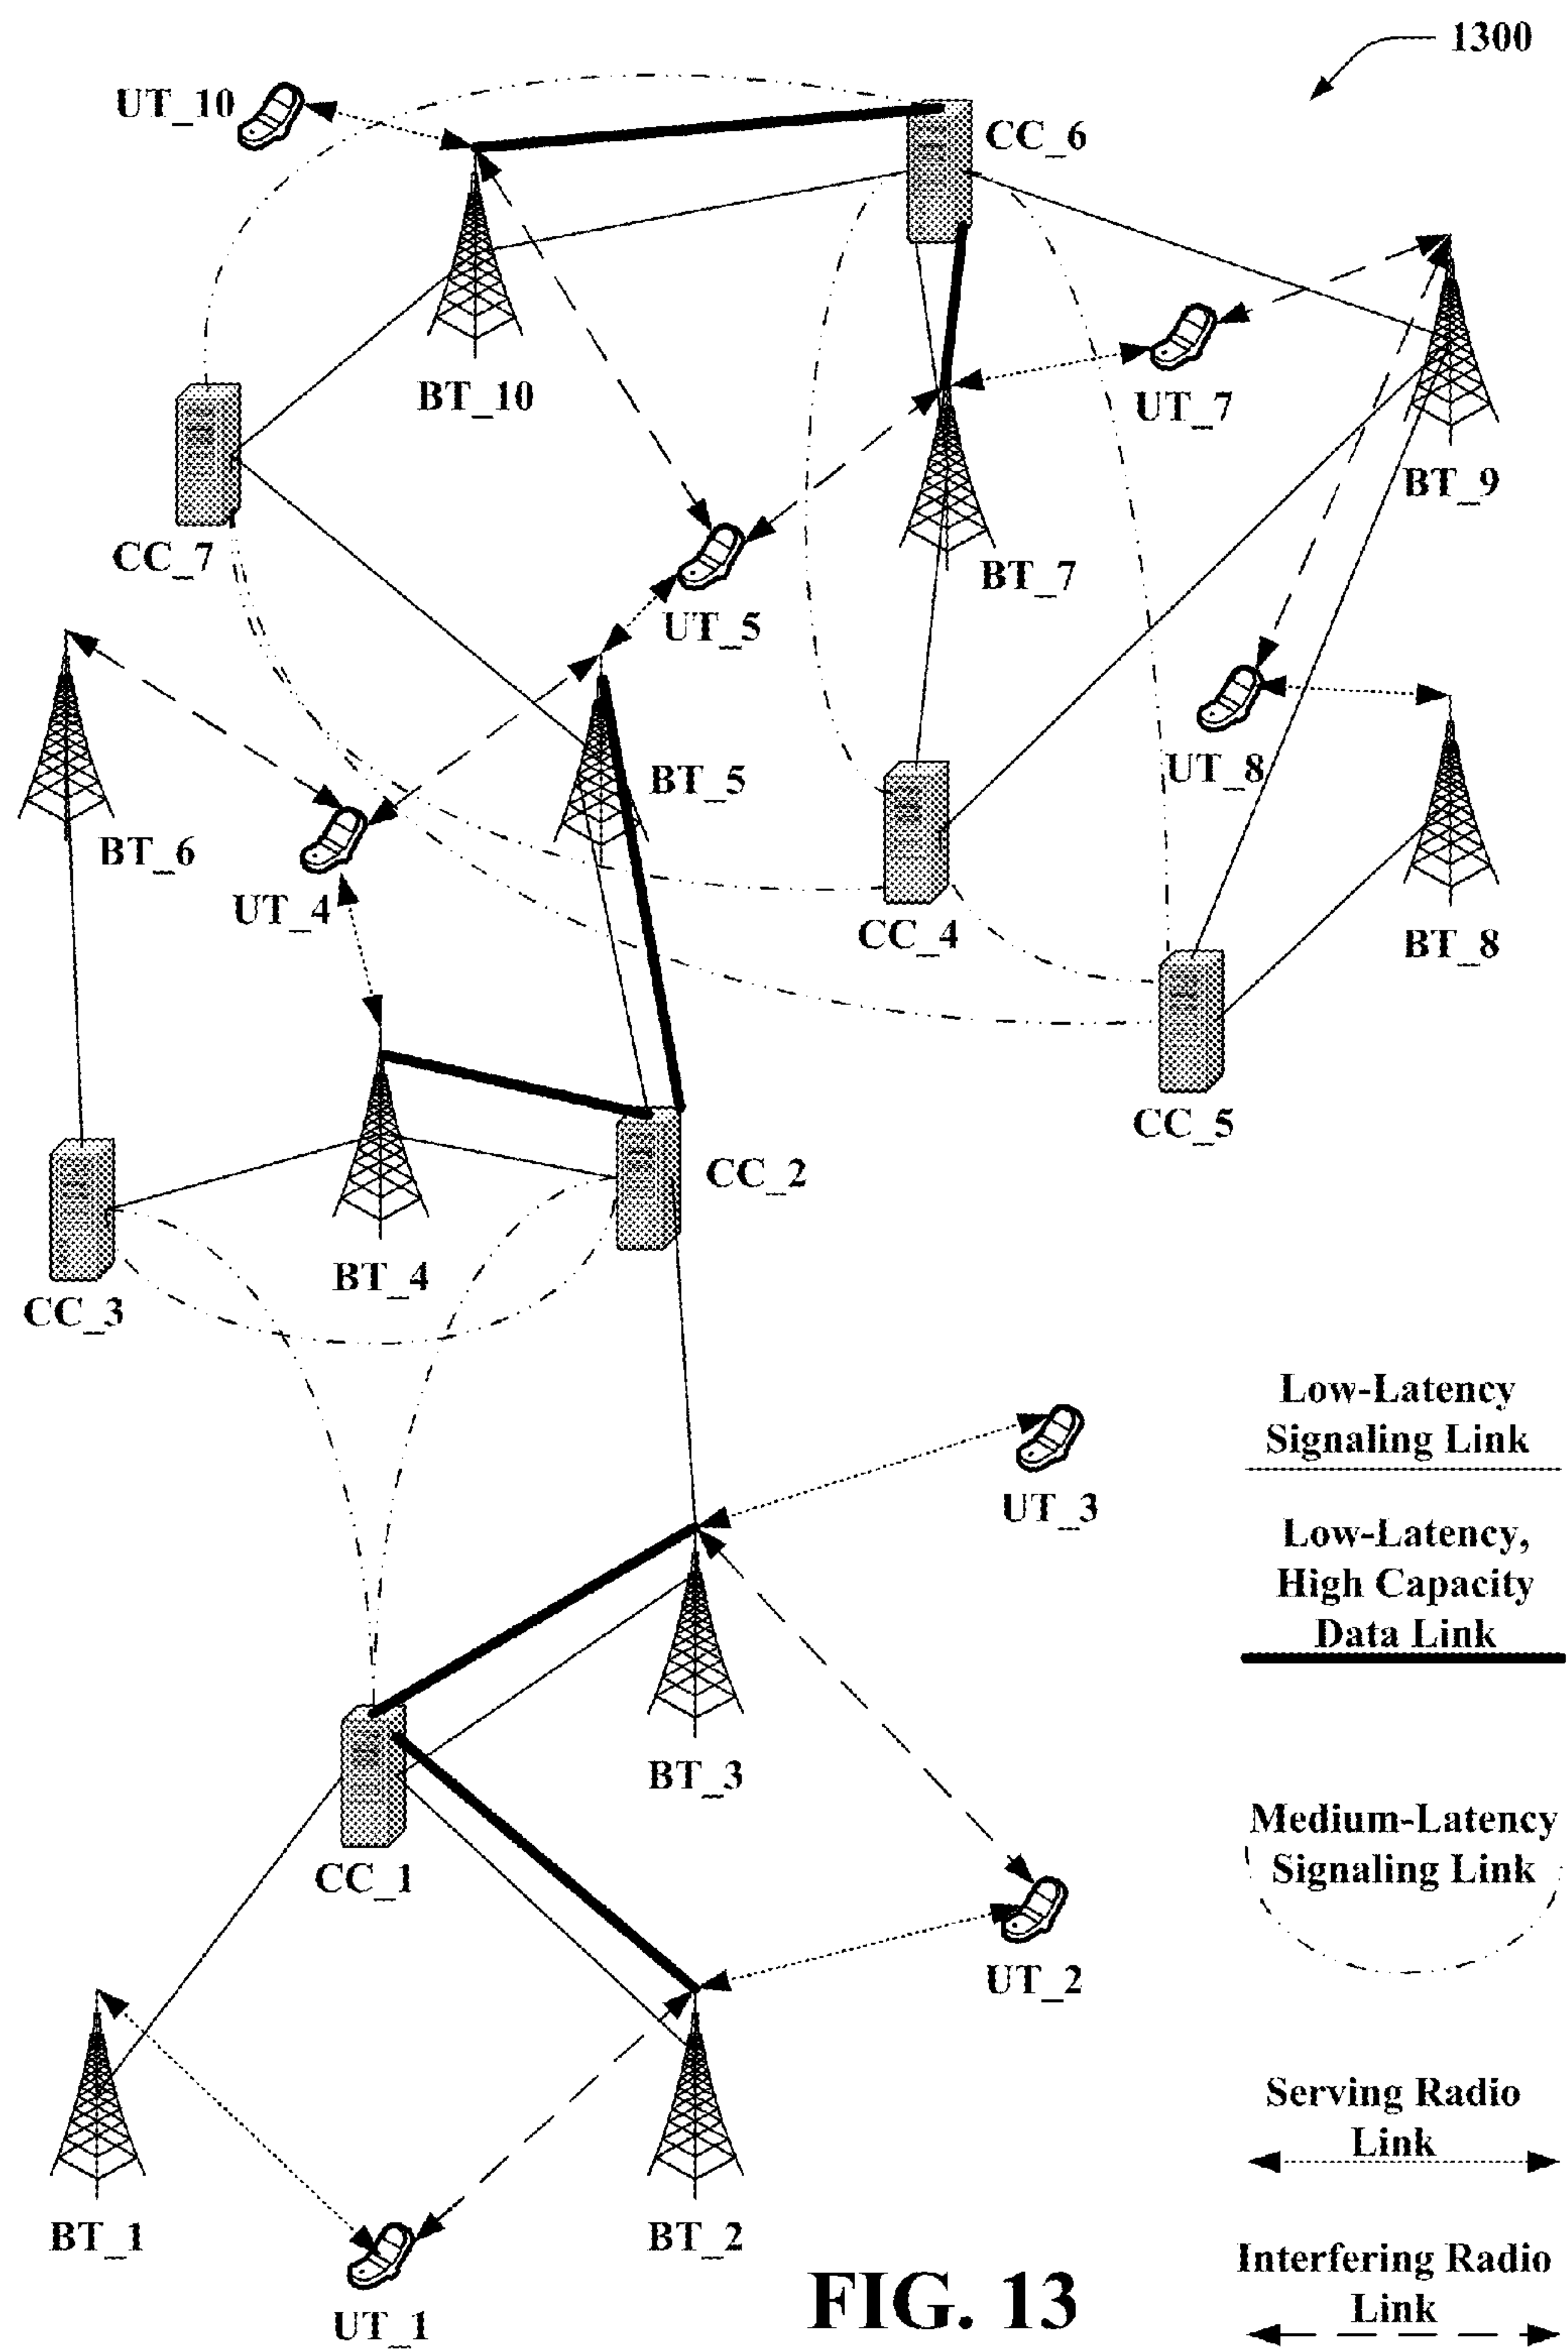 1300
UT_10
CC_6
BT_10
UT_7
BT_9
CC_7
BT_7
UT_5
BT_6
BT_5
UT_8
UT_4
CC_4
BT_8
CC_5
CC_2
BT_4
CC_3
Low-Latency
Signaling Link
UT_3
Low-Latency,
High Capacity
Data Link
BT_3
Medium-Latency
Signaling Link
CC_1
UT_2
Serving Radio
Link
BT_1
BT_2
Interfering Radio
Link
UT_1
FIG. 13